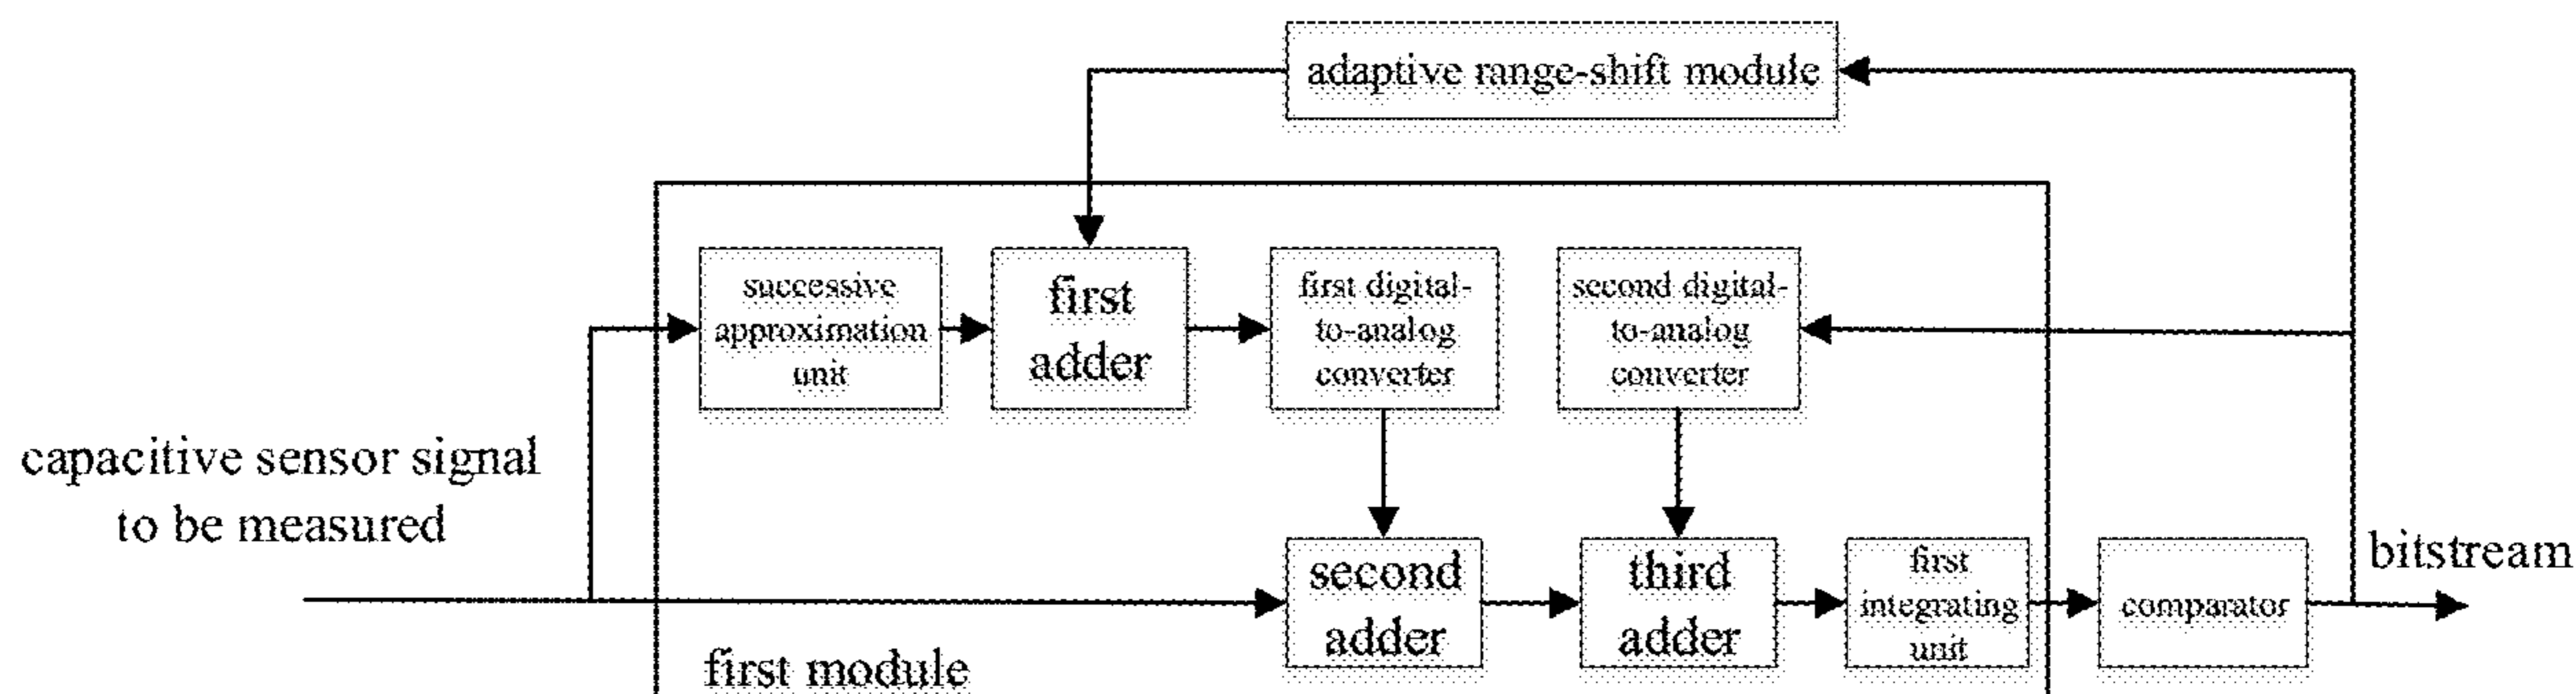 adaptive range-shift module
successive
approximation
unit
first
adder
first digital-
to-analog
converter
second digital-
to-analog
converter
capacitive sensor signal
to be measured
second
adder
third
adder
first
integrating
unit
comparator
bitstream
first module